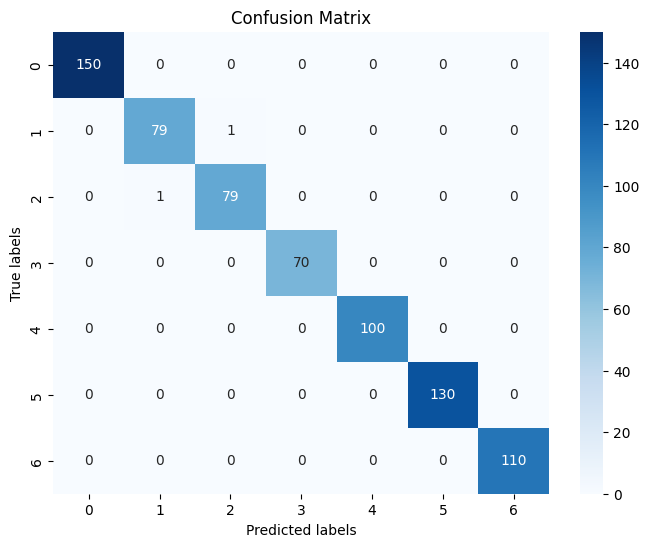 Confusion Matrix
0 150 0 0 0 0 0 0
1 0 79 1 0 0 0 0
2 0 1 79 0 0 0 0
3 0 0 0 70 0 0 0
4 0 0 0 0 100 0 0
5 0 0 0 0 0 130 0
6 0 0 0 0 0 0 110
0 1 2 3 4 5 6
True labels
Predicted labels
140
120
100
80
60
40
20
0